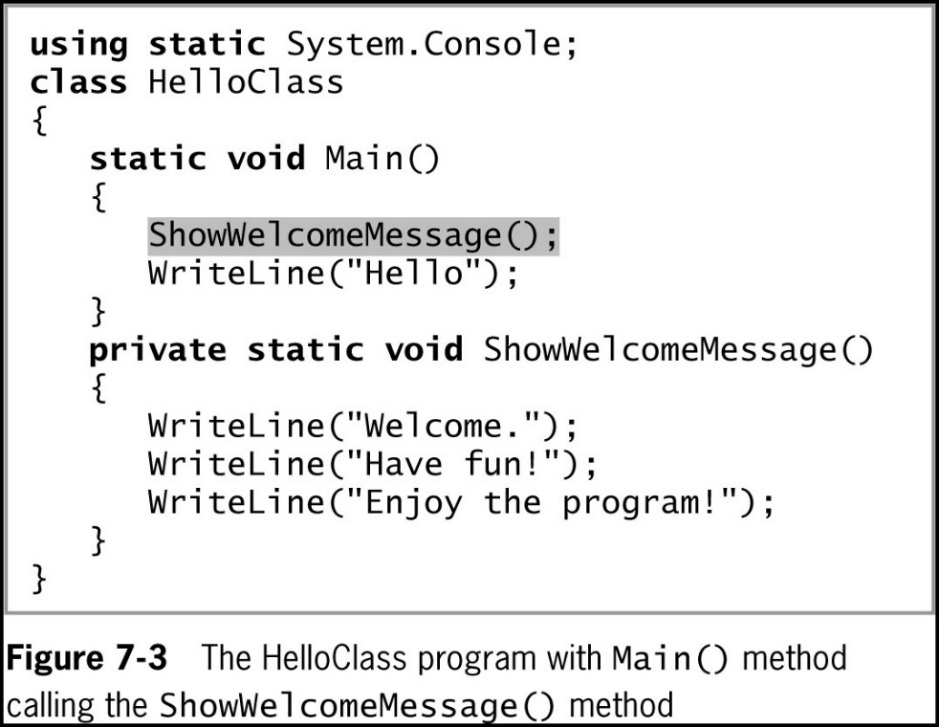 using static System.Console;
class HelloClass
{
   static void Main()
   {
      ShowWelcomeMessage();
      WriteLine("Hello");
   }
   private static void ShowWelcomeMessage()
   {
      WriteLine("Welcome.");
      WriteLine("Have fun!");
      WriteLine("Enjoy the program!");
   }
}
Figure 7-3 The HelloClass program with Main() method
calling the ShowWelcomeMessage() method